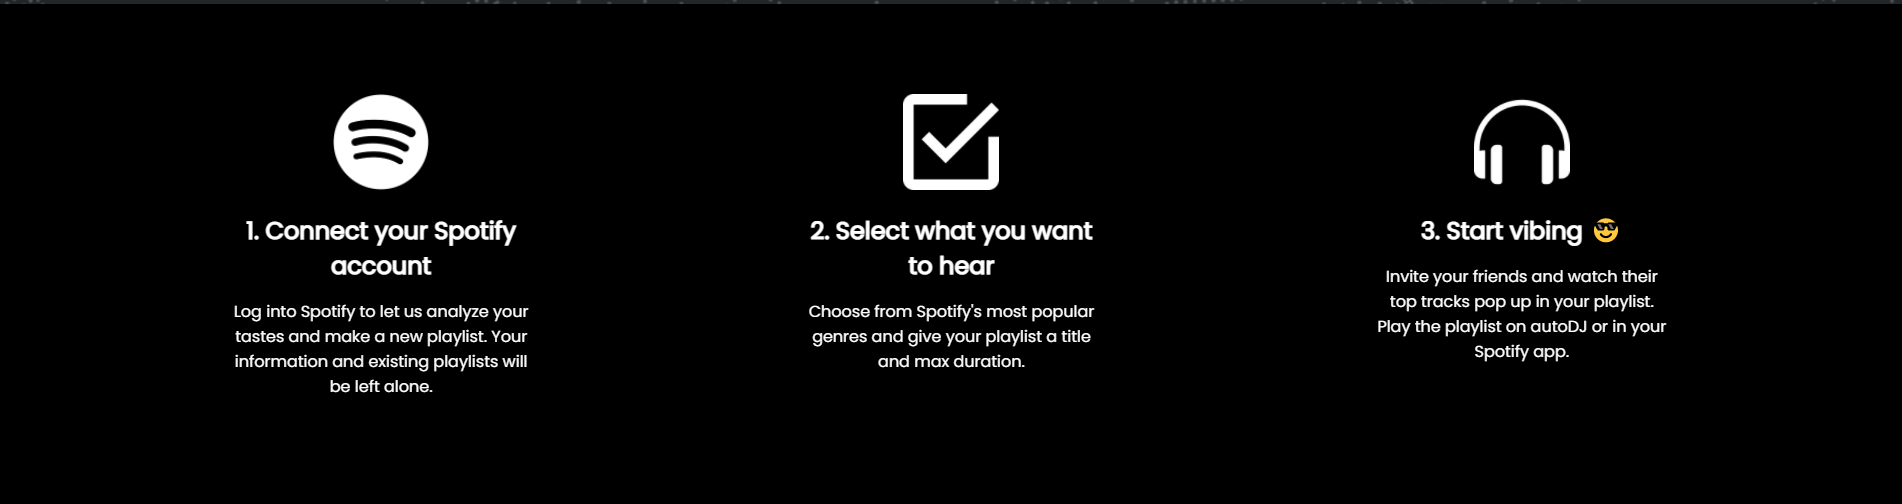 1. Connect your Spotify
account
Log into Spotify to let us analyze your
tastes and make a new playlist. Your
information and existing playlists will
be left alone.
2. Select what you want
to hear
Choose from Spotify's most popular
genres and give your playlist a title
and max duration.
3. Start vibing 😎
Invite your friends and watch their
top tracks pop up in your playlist.
Play the playlist on autoDJ or in your
Spotify app.